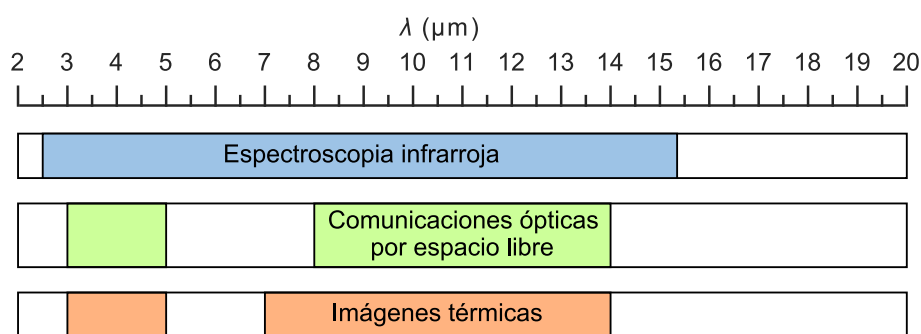 λ (μm)
2 3 4 5 6 7 8 9 10 11 12 13 14 15 16 17 18 19 20
Espectroscopia infrarroja
Comunicaciones ópticas
por espacio libre
Imágenes térmicas